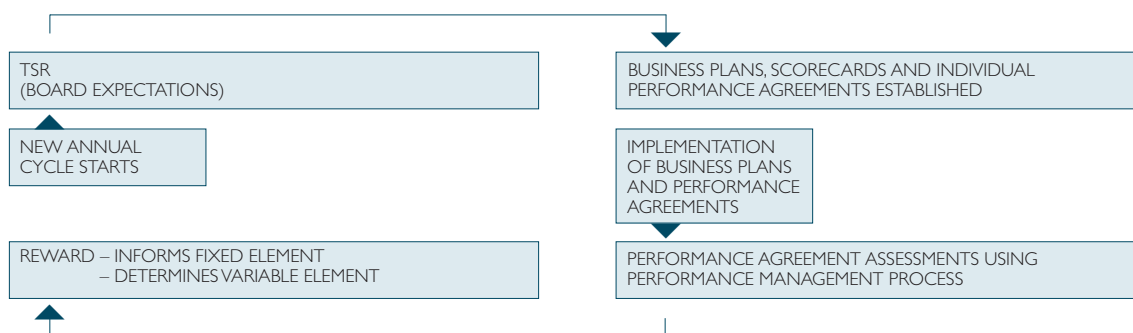 TSR
(BOARD EXPECTATIONS)
BUSINESS PLANS, SCORECARDS AND INDIVIDUAL
PERFORMANCE AGREEMENTS ESTABLISHED
NEW ANNUAL
CYCLE STARTS
IMPLEMENTATION
OF BUSINESS PLANS
AND PERFORMANCE
AGREEMENTS
REWARD – INFORMS FIXED ELEMENT
– DETERMINES VARIABLE ELEMENT
PERFORMANCE AGREEMENT ASSESSMENTS USING
PERFORMANCE MANAGEMENT PROCESS